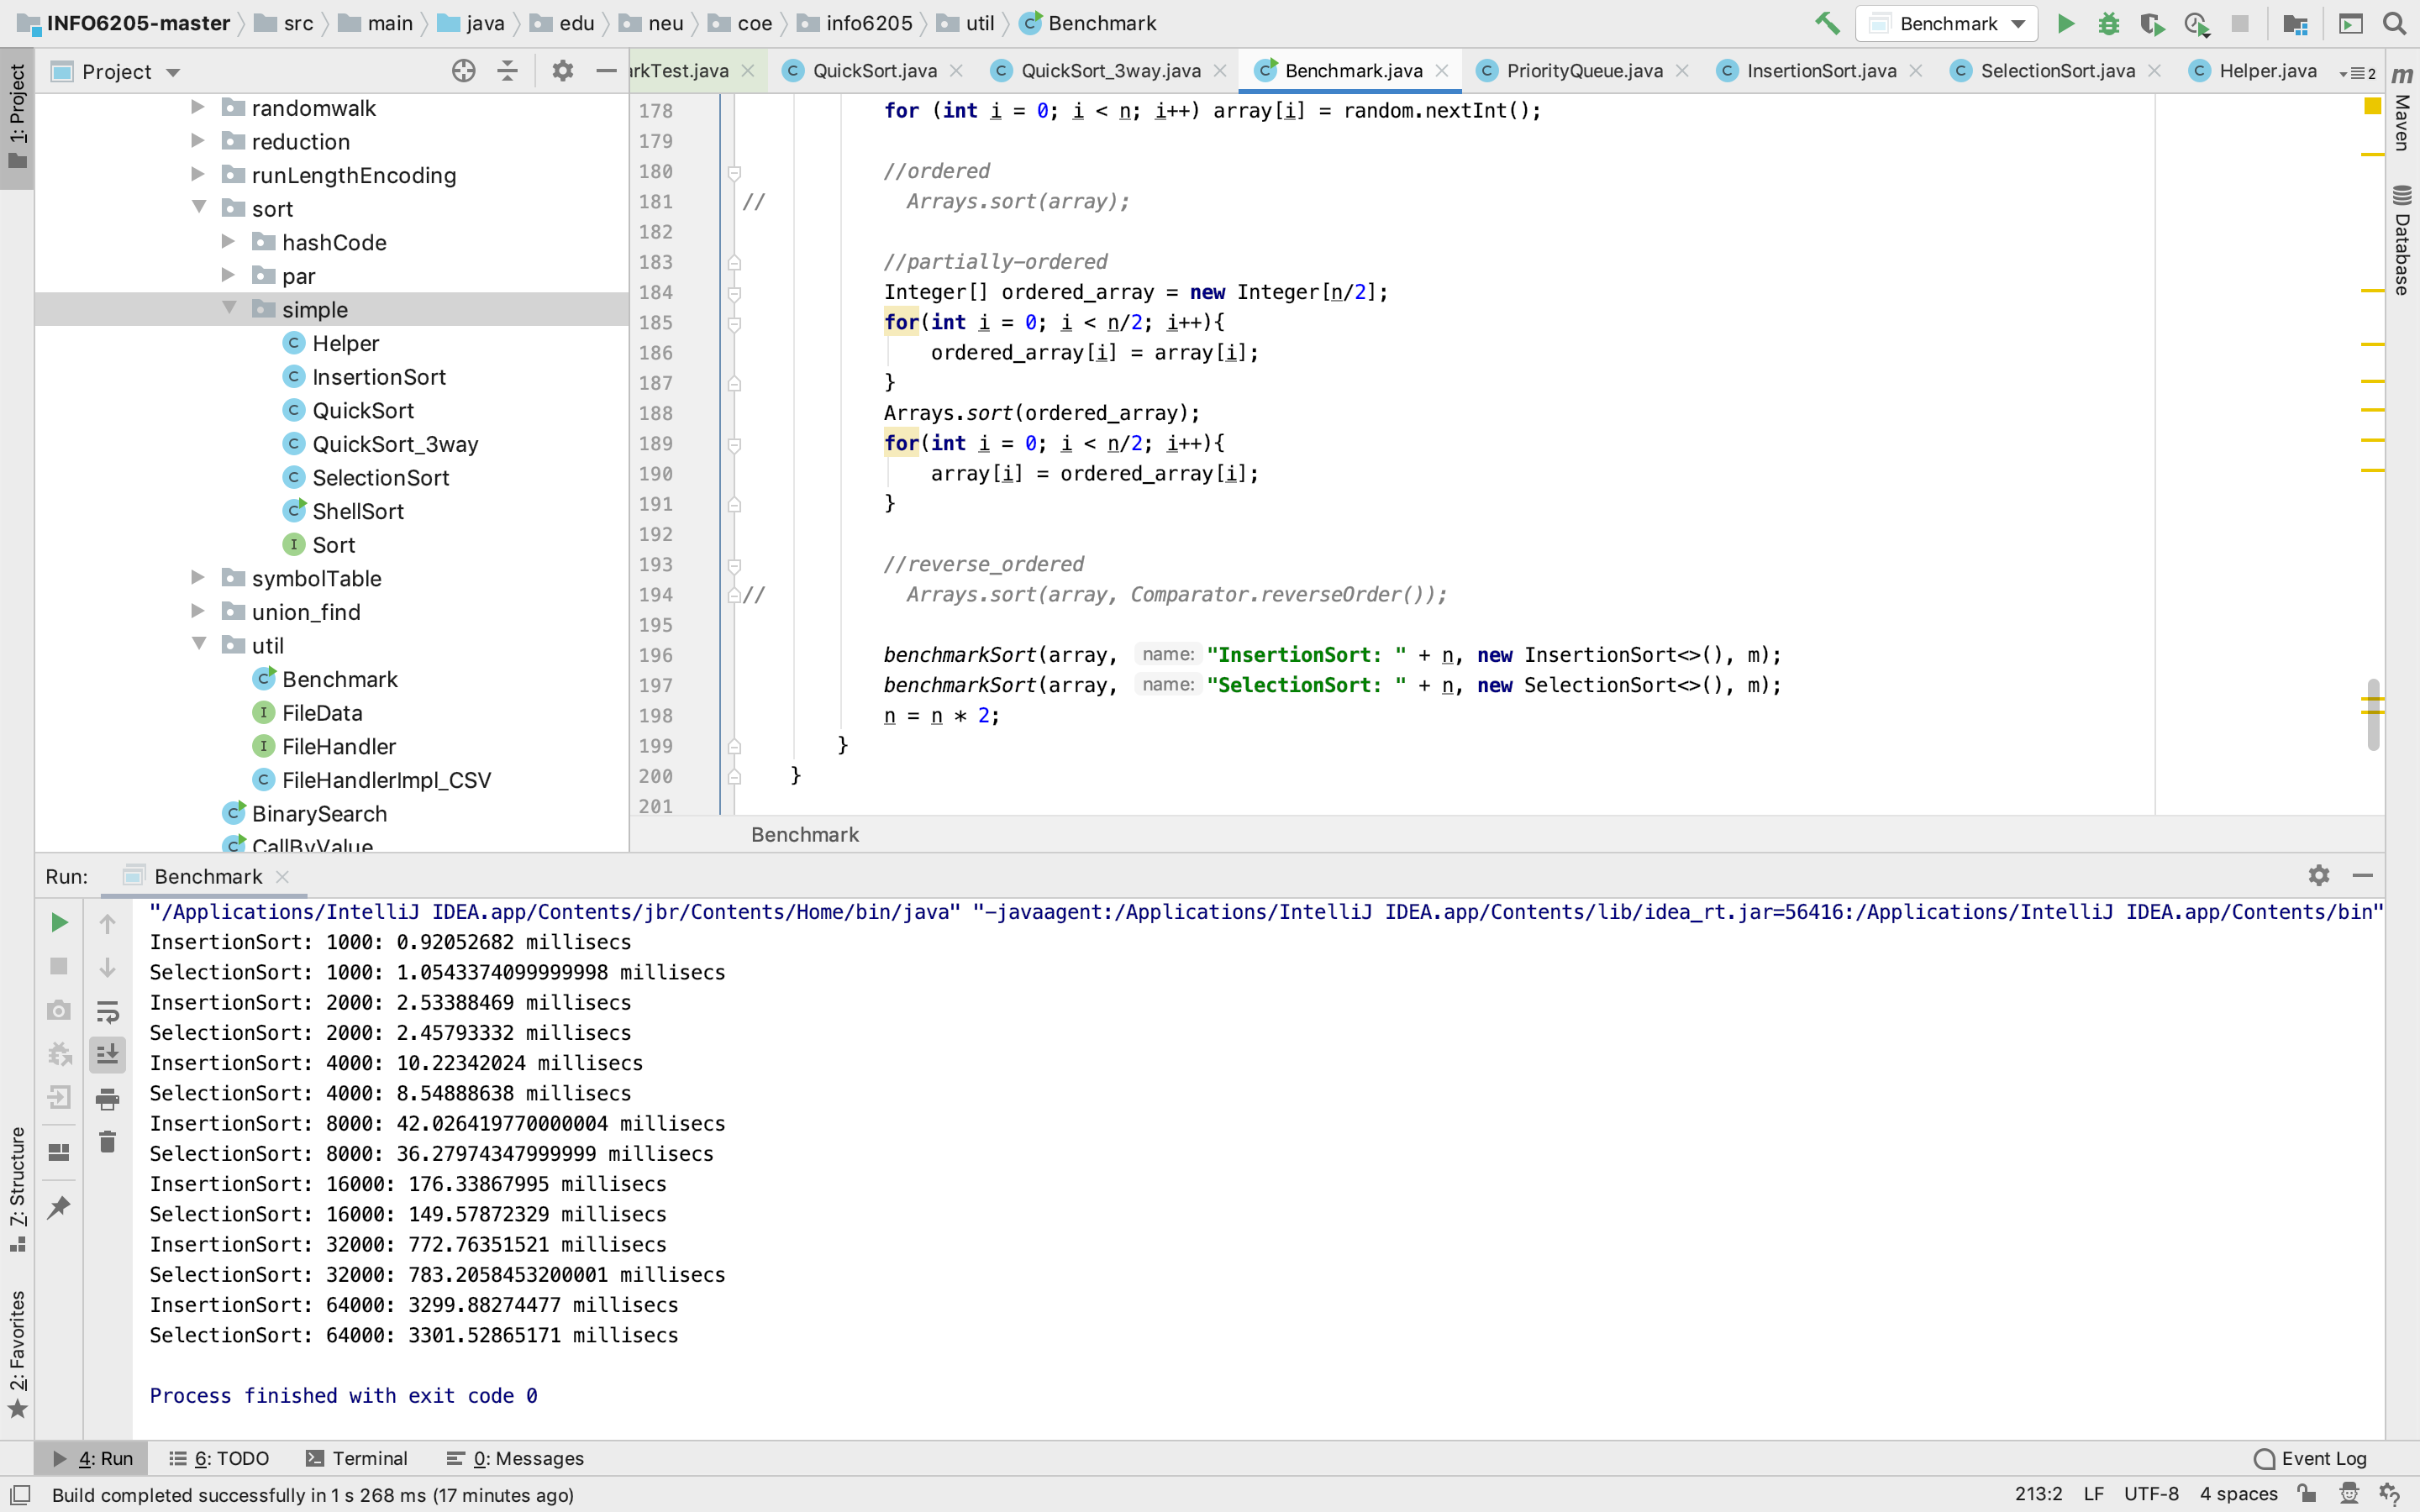 INFO6205-master src main java edu neu coe info6205 util Benchmark
Benchmark
1: Project
Project
rkTest.java QuickSort.java QuickSort_3way.java Benchmark.java PriorityQueue.java InsertionSort.java SelectionSort.java Helper.java 2
Maven
Database
randomwalk
reduction
runLengthEncoding
sort
hashCode
par
simple
Helper
InsertionSort
QuickSort
QuickSort_3way
SelectionSort
ShellSort
Sort
symbolTable
union_find
util
Benchmark
FileData
FileHandler
FileHandlerImpl_CSV
BinarySearch
CallByValue
178 for (int i = 0; i < n; i++) array[i] = random.nextInt();
179
180 //ordered
181 // Arrays.sort(array);
182
183 //partially-ordered
184 Integer[] ordered_array = new Integer[n/2];
185 for(int i = 0; i < n/2; i++){
186 ordered_array[i] = array[i];
187 }
188 Arrays.sort(ordered_array);
189 for(int i = 0; i < n/2; i++){
190 array[i] = ordered_array[i];
191 }
192
193 //reverse_ordered
194 // Arrays.sort(array, Comparator.reverseOrder());
195
196 benchmarkSort(array, name: "InsertionSort: " + n, new InsertionSort<>(), m);
197 benchmarkSort(array, name: "SelectionSort: " + n, new SelectionSort<>(), m);
198 n = n * 2;
199 }
200 }
201
Benchmark
Run: Benchmark
"/Applications/IntelliJ IDEA.app/Contents/jbr/Contents/Home/bin/java" "-javaagent:/Applications/IntelliJ IDEA.app/Contents/lib/idea_rt.jar=56416:/Applications/IntelliJ IDEA.app/Contents/bin"
InsertionSort: 1000: 0.92052682 millisecs
SelectionSort: 1000: 1.0543374099999998 millisecs
InsertionSort: 2000: 2.53388469 millisecs
SelectionSort: 2000: 2.45793332 millisecs
InsertionSort: 4000: 10.22342024 millisecs
SelectionSort: 4000: 8.54888638 millisecs
InsertionSort: 8000: 42.026419770000004 millisecs
SelectionSort: 8000: 36.27974347999999 millisecs
InsertionSort: 16000: 176.33867995 millisecs
SelectionSort: 16000: 149.57872329 millisecs
InsertionSort: 32000: 772.76351521 millisecs
SelectionSort: 32000: 783.2058453200001 millisecs
InsertionSort: 64000: 3299.88274477 millisecs
SelectionSort: 64000: 3301.52865171 millisecs
Process finished with exit code 0
7: Structure
2: Favorites
4: Run 6: TODO Terminal 0: Messages Event Log
Build completed successfully in 1 s 268 ms (17 minutes ago) 213:2 LF UTF-8 4 spaces